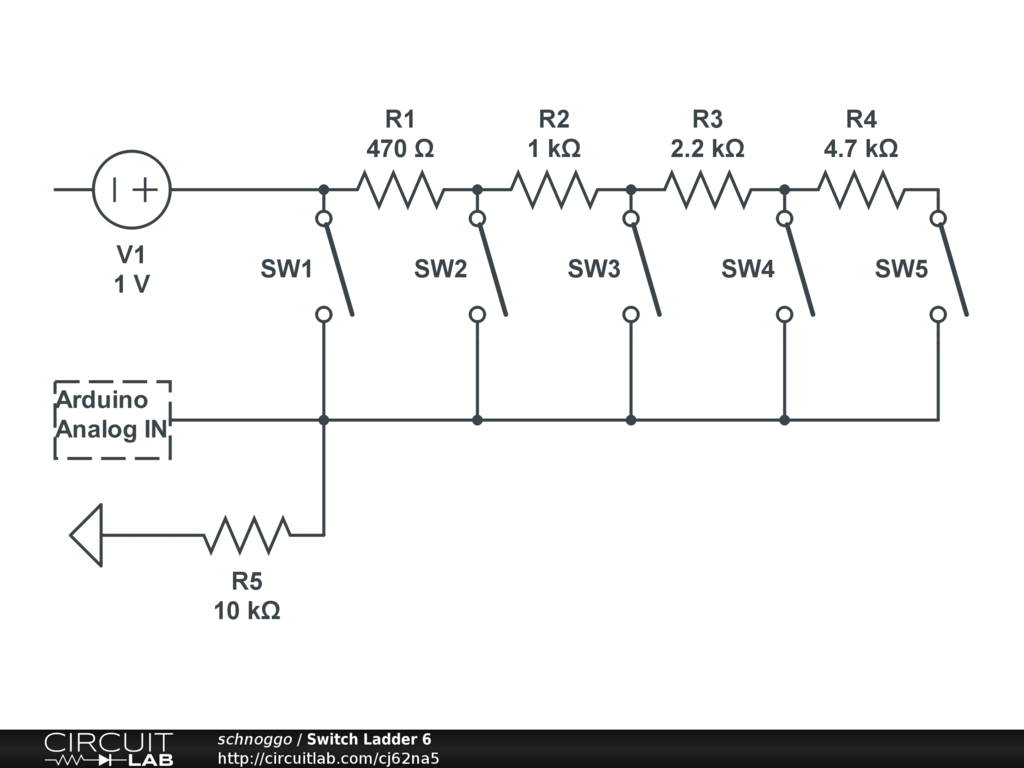 R1
470 Ω
R2
1 kΩ
R3
2.2 kΩ
R4
4.7 kΩ
V1
1 V
SW1
SW2
SW3
SW4
SW5
Arduino
Analog IN
R5
10 kΩ
CIRCUIT
LAB
schnoggo / Switch Ladder 6
http://circuitlab.com/cj62na5